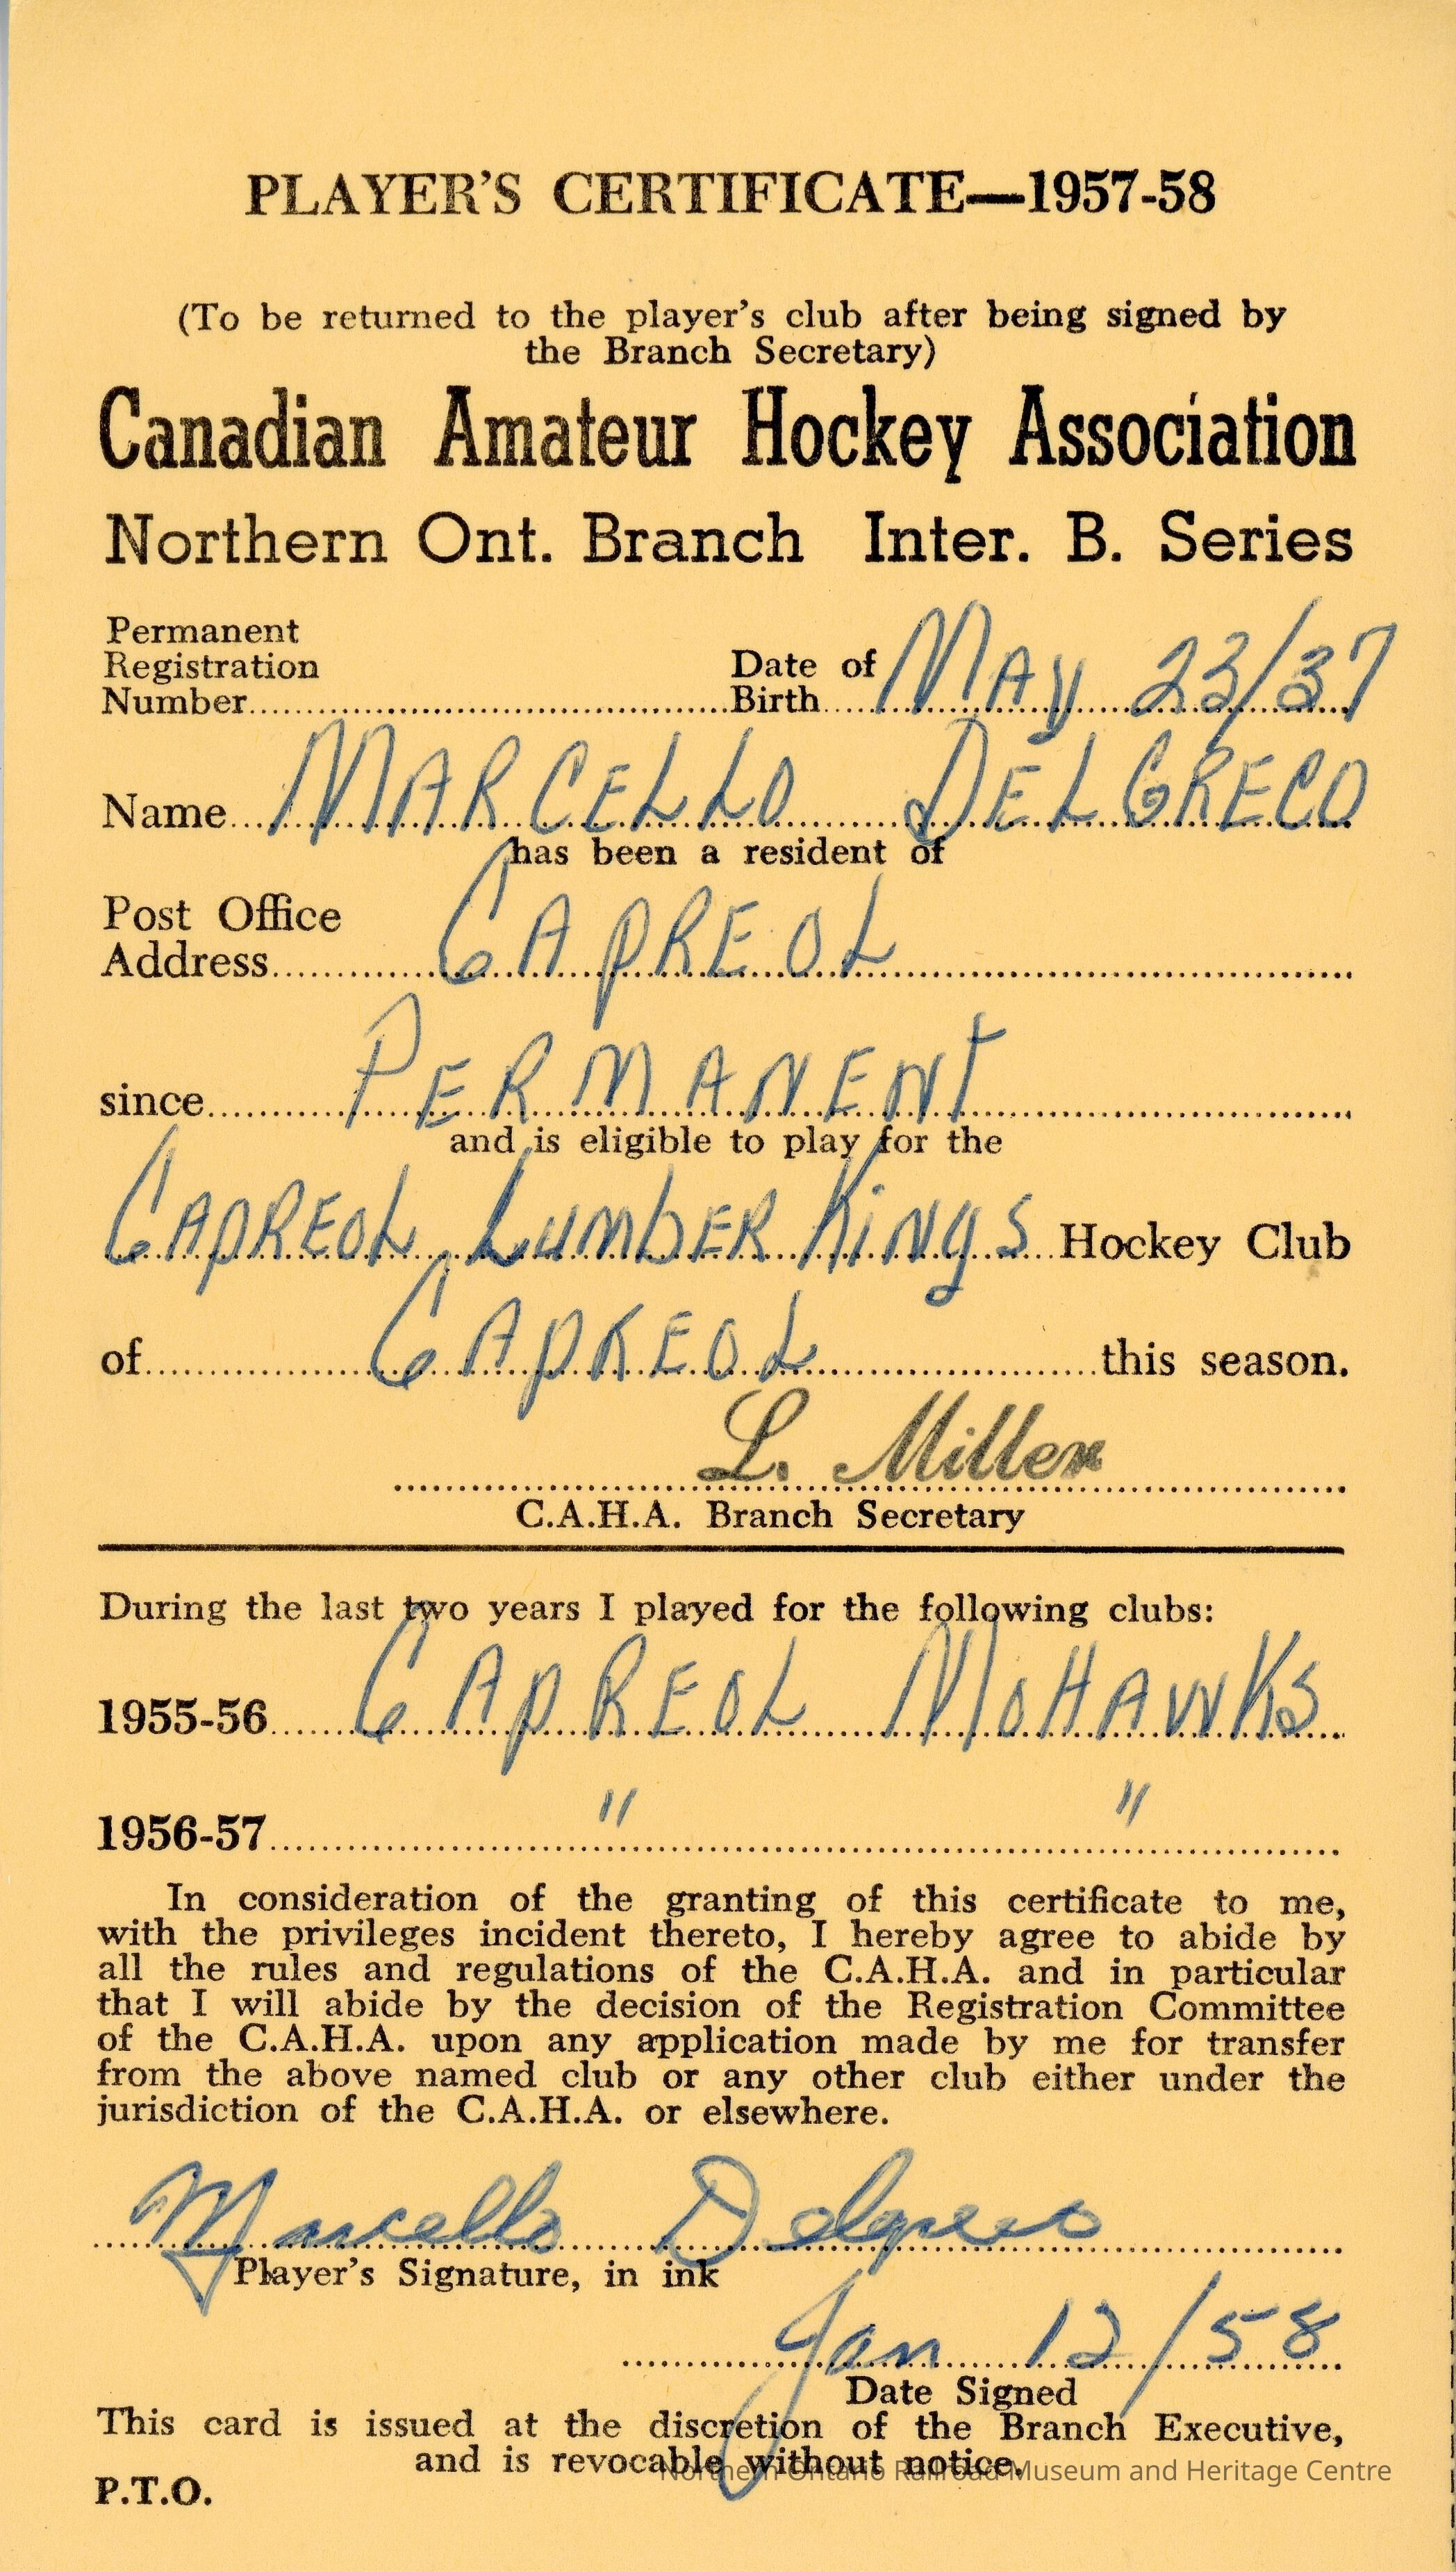 PLAYER'S CERTIFICATE—1957-58
(To be returned to the player's club after being signed by
the Branch Secretary)
Canadian Amateur Hockey Association
Northern Ont. Branch Inter. B. Series
Permanent
Registration
Number Date of Birth MAy 23/37
Name MARCELLO DELGRECO
has been a resident of
Post Office
Address CApREOL
since PERMANENT
and is eligible to play for the
CApREOL LumbER KiNgS Hockey Club
of CApREOL this season.
L. Miller
C.A.H.A. Branch Secretary
During the last two years I played for the following clubs:
1955-56 CApREOL MoHAwKS
1956-57 " "
In consideration of the granting of this certificate to me,
with the privileges incident thereto, I hereby agree to abide by
all the rules and regulations of the C.A.H.A. and in particular
that I will abide by the decision of the Registration Committee
of the C.A.H.A. upon any application made by me for transfer
from the above named club or any other club either under the
jurisdiction of the C.A.H.A. or elsewhere.
Marcello Delgreco
Player's Signature, in ink
Jan 12/58
Date Signed
This card is issued at the discretion of the Branch Executive,
and is revocable without notice.
Northern Ontario Railroad Museum and Heritage Centre
P.T.O.